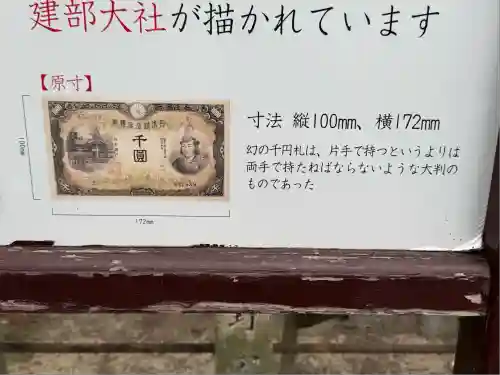 建部大社が描かれています
【原寸】
千圓
100mm
172mm
寸法 縦100mm、横172mm
幻の千円札は、片手で持つというよりは
両手で持たねばならないような大判の
ものであった